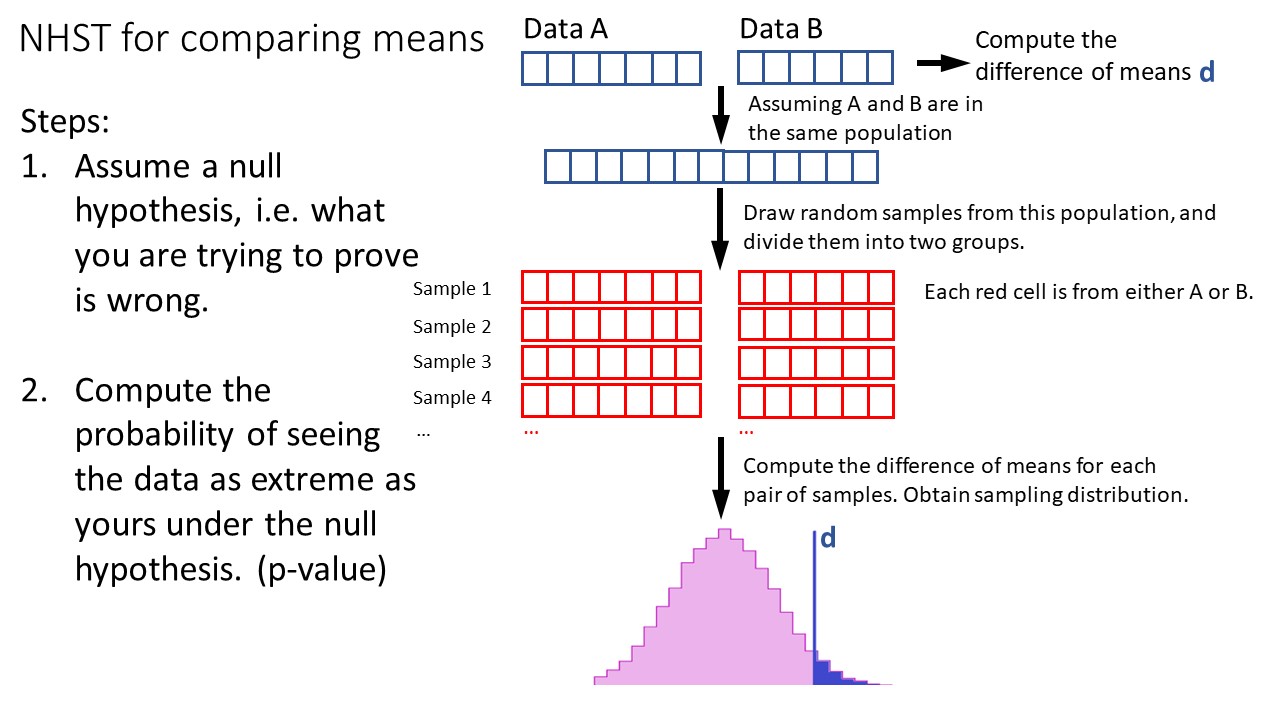 NHST for comparing means
Steps:
1. Assume a null
hypothesis, i.e. what
you are trying to prove
is wrong.
2. Compute the
probability of seeing
the data as extreme as
yours under the null
hypothesis. (p-value)
Data A
Data B
Compute the
difference of means d
Assuming A and B are in
the same population
Draw random samples from this population, and
divide them into two groups.
Sample 1
Each red cell is from either A or B.
Sample 2
Sample 3
Sample 4
...
...
...
Compute the difference of means for each
pair of samples. Obtain sampling distribution.
d